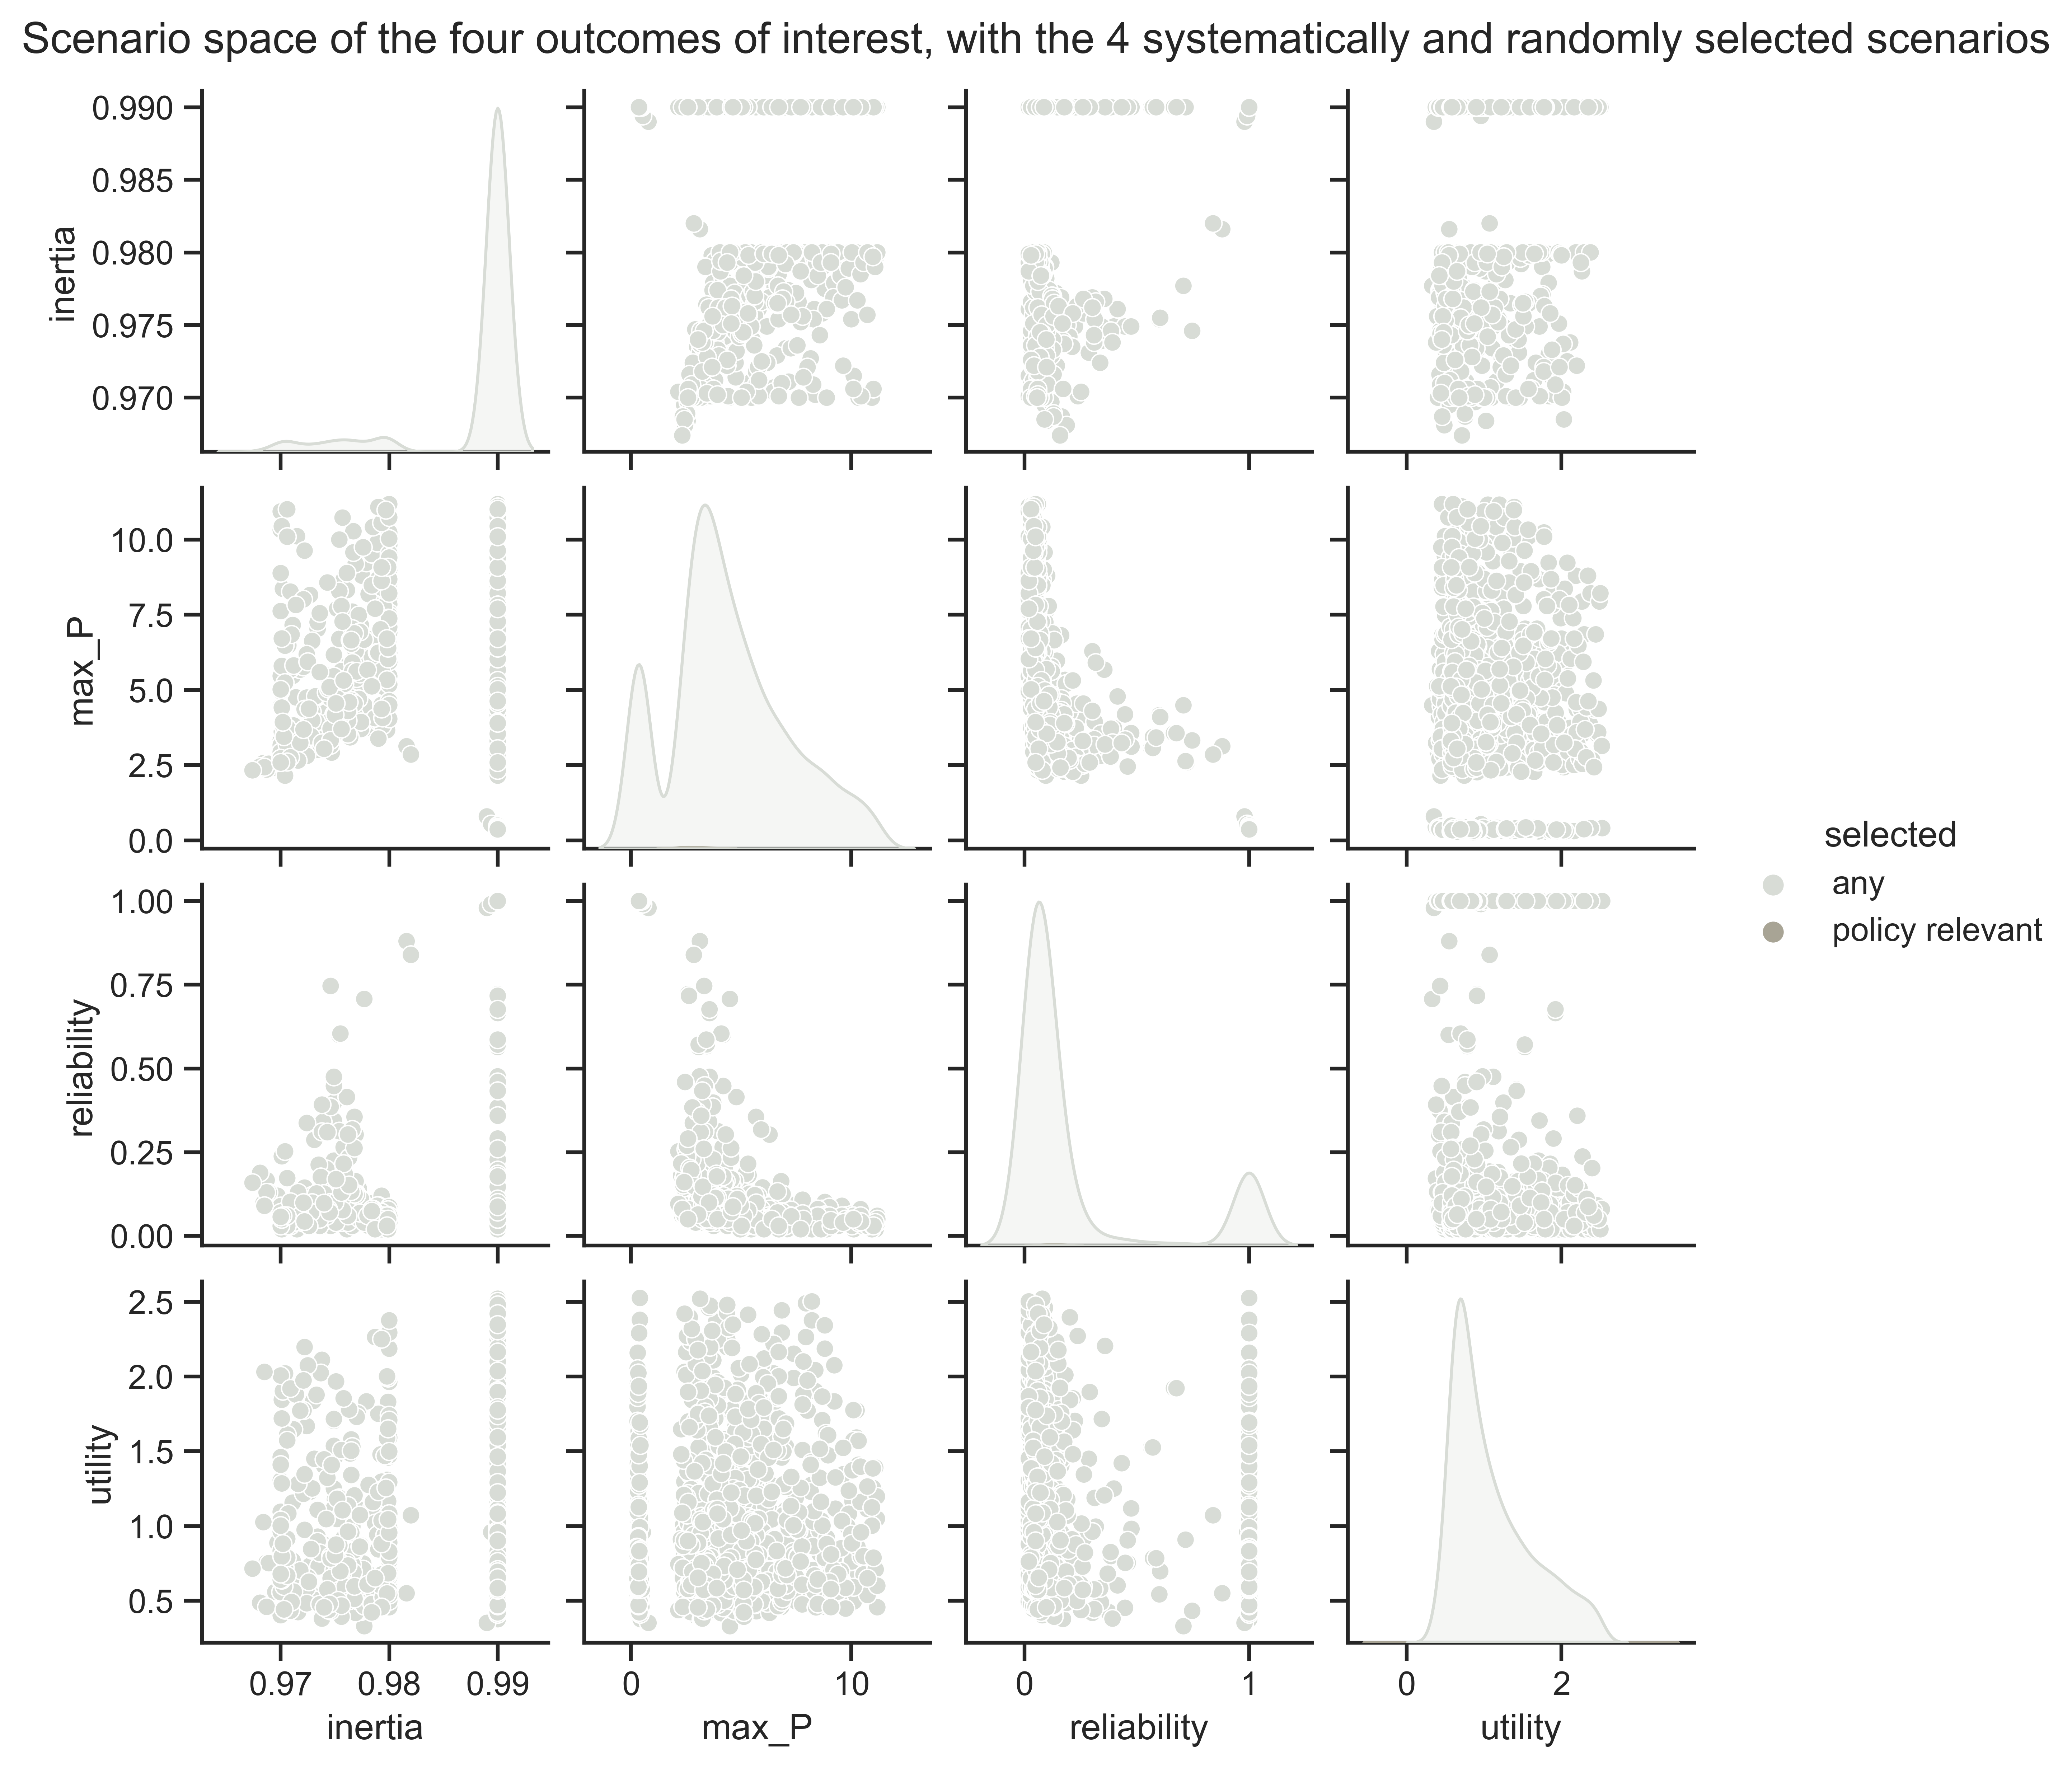 Scenario space of the four outcomes of interest, with the 4 systematically and randomly selected scenarios
0.990
0.985
0.980
0.975
0.970
inertia
10.0
7.5
5.0
2.5
0.0
max_P
selected
any
policy relevant
1.00
0.75
0.50
0.25
0.00
reliability
2.5
2.0
1.5
1.0
0.5
utility
0.97 0.98 0.99 0 10 0 1 0 2
inertia max_P reliability utility